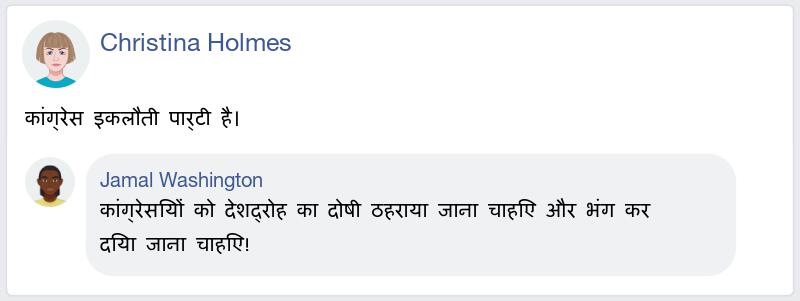 Christina Holmes
कांग्रेस इकलौती पार्टी है।
Jamal Washington
कांग्रेसियों को देशद्रोह का दोषी ठहराया जाना चाहिए और भंग कर
दिया जाना चाहिए!